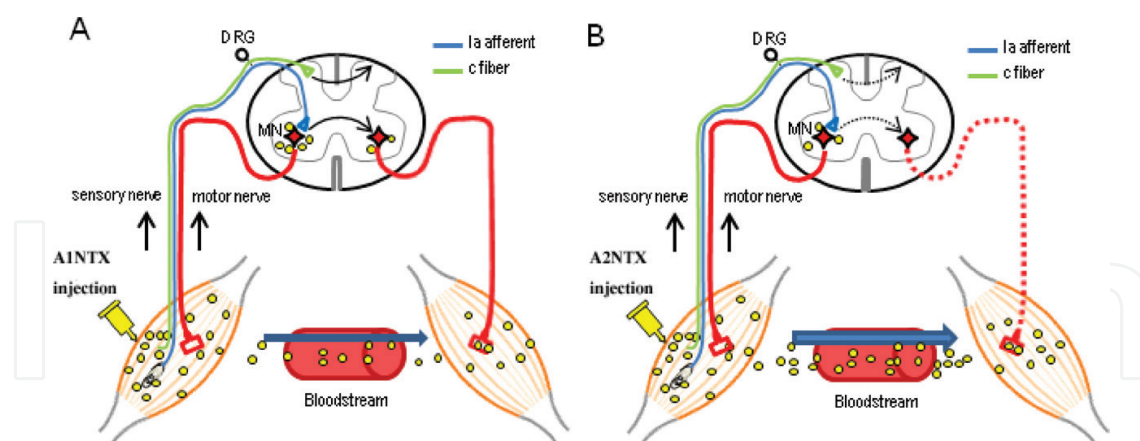 A
DRG
Ia afferent
c fiber
MN
sensory nerve
motor nerve
A1NTX
injection
Bloodstream
B
DRG
Ia afferent
c fiber
MN
sensory nerve
motor nerve
A2NTX
injection
Bloodstream